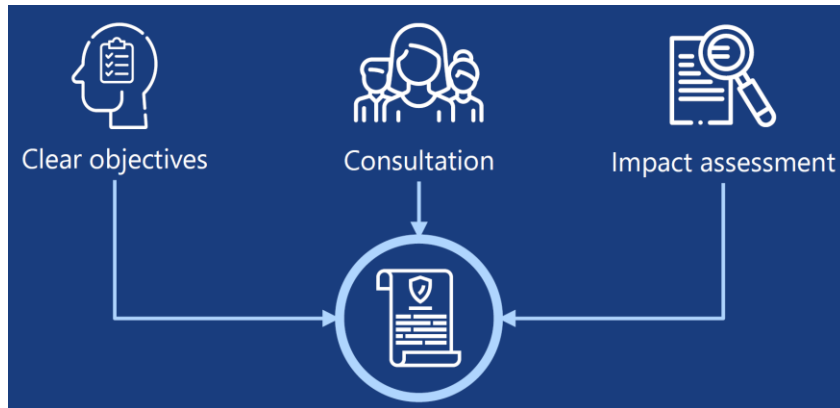 Clear objectives
Consultation
Impact assessment